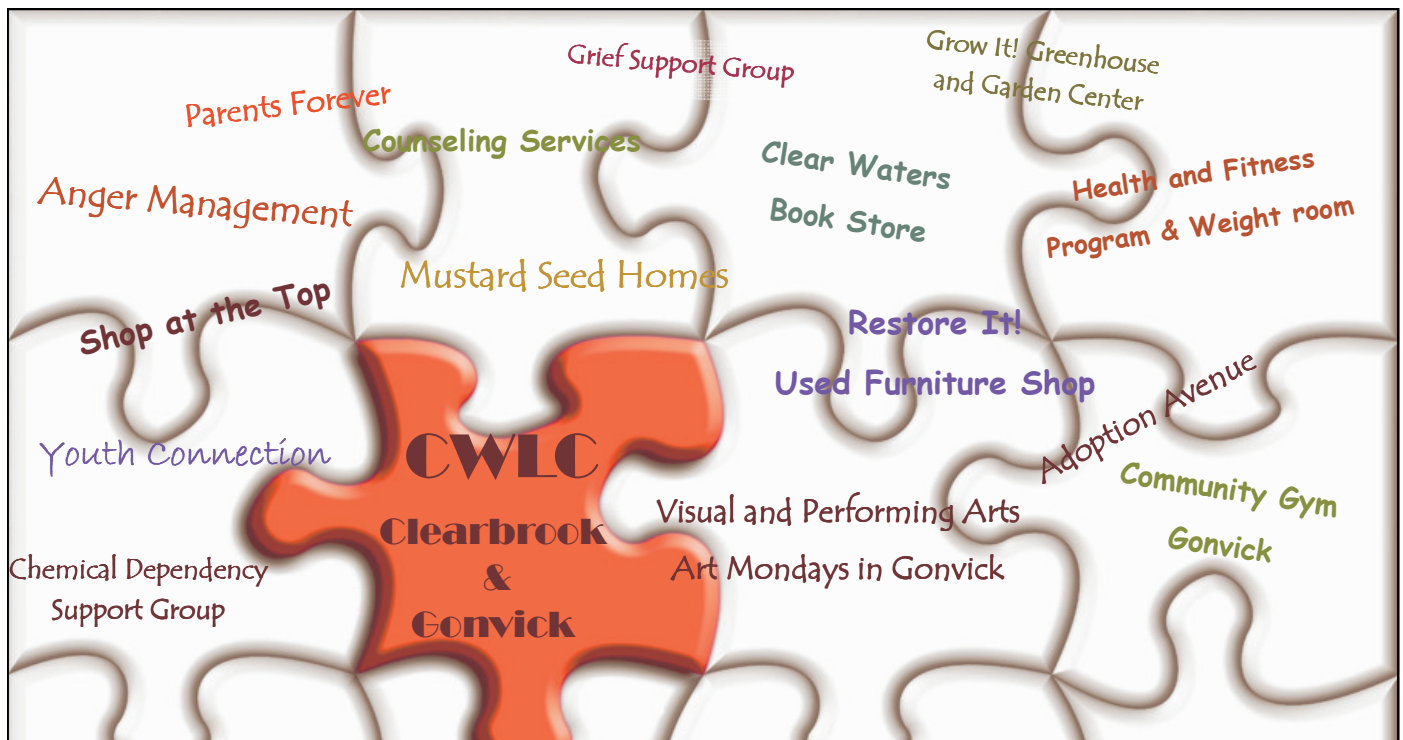 Grief Support Group
Grow It! Greenhouse
and Garden Center
Parents Forever
Counseling Services
Clear Waters
Book Store
Health and Fitness
Program & Weight room
Anger Management
Mustard Seed Homes
Shop at the Top
Restore It!
Used Furniture Shop
Adoption Avenue
Youth Connection
CWLC
Clearbrook
&
Gonvick
Visual and Performing Arts
Art Mondays in Gonvick
Community Gym
Gonvick
Chemical Dependency
Support Group